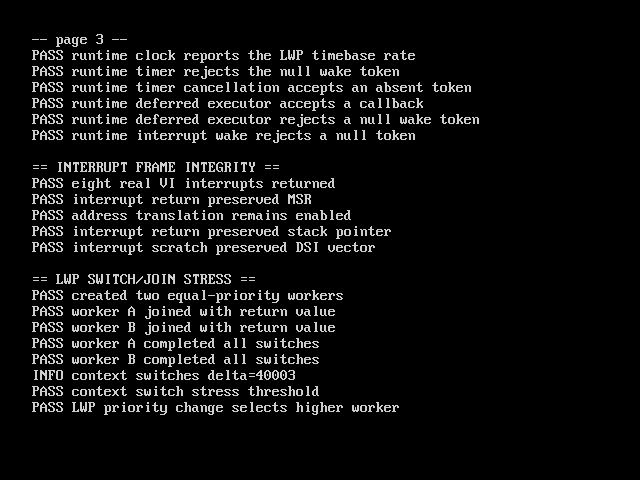 -- page 3 --
PASS runtime clock reports the LWP timebase rate
PASS runtime timer rejects the null wake token
PASS runtime timer cancellation accepts an absent token
PASS runtime deferred executor accepts a callback
PASS runtime deferred executor rejects a null wake token
PASS runtime interrupt wake rejects a null token
== INTERRUPT FRAME INTEGRITY ==
PASS eight real VI interrupts returned
PASS interrupt return preserved MSR
PASS address translation remains enabled
PASS interrupt return preserved stack pointer
PASS interrupt scratch preserved DSI vector
== LWP SWITCH/JOIN STRESS ==
PASS created two equal-priority workers
PASS worker A joined with return value
PASS worker B joined with return value
PASS worker A completed all switches
PASS worker B completed all switches
INFO context switches delta=40003
PASS context switch stress threshold
PASS LWP priority change selects higher worker